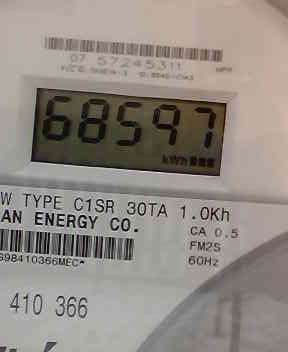 07 57245311
68597
kWh
W TYPE C1SR 30TA 1.0Kh
AN ENERGY CO.
CA 0.5
FM2S
60Hz
S98410366MEC*
410 366